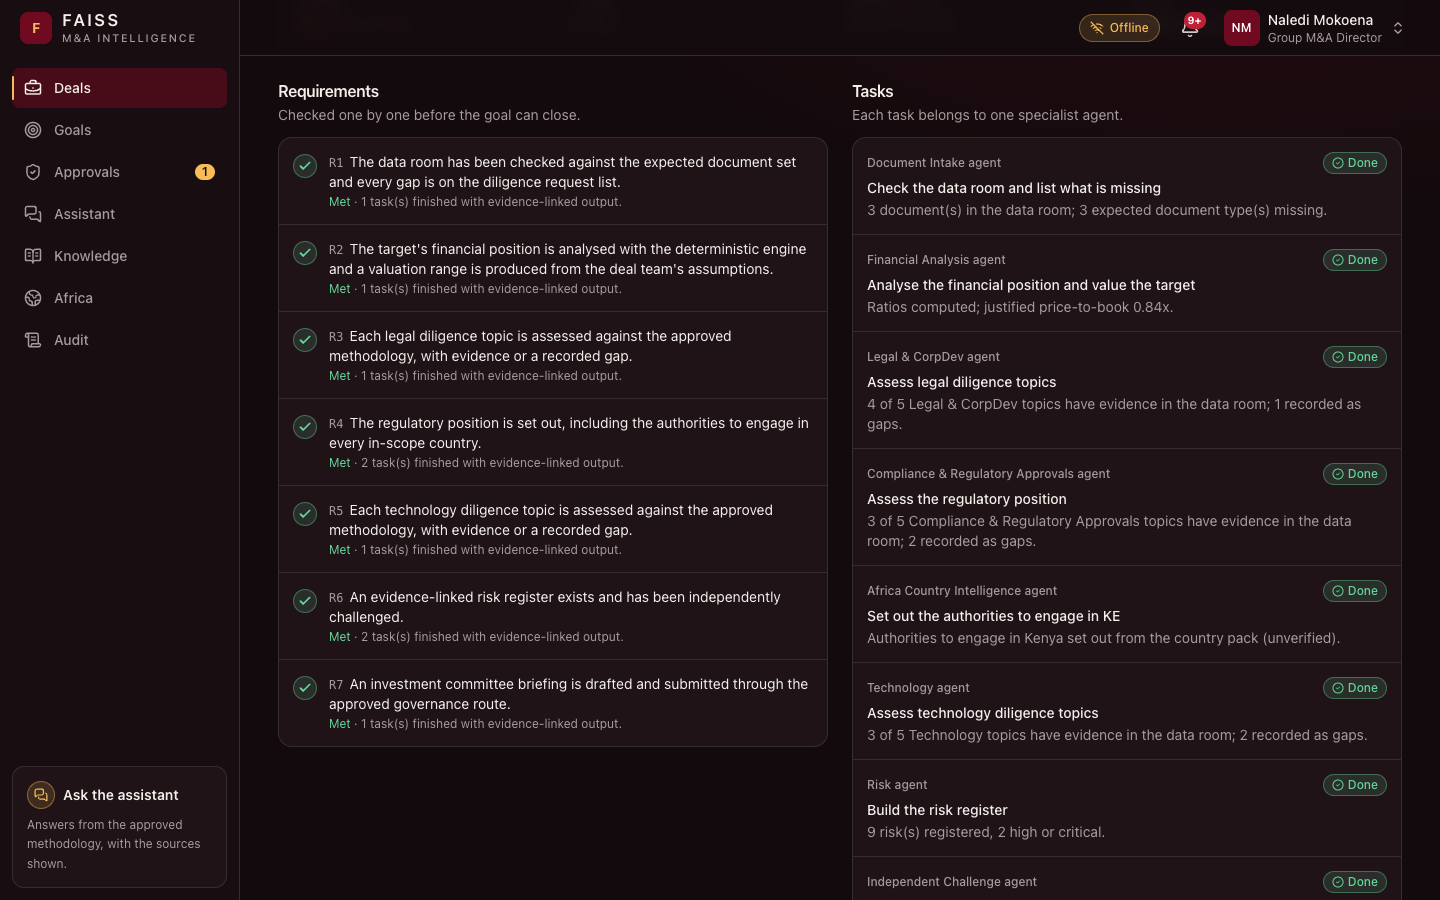 F
FAISS
M&A INTELLIGENCE
Offline
9+
NM
Naledi Mokoena
Group M&A Director
Deals
Goals
Approvals
1
Assistant
Knowledge
Africa
Audit
Ask the assistant
Answers from the approved
methodology, with the sources
shown.
Requirements
Checked one by one before the goal can close.
R1 The data room has been checked against the expected document set
and every gap is on the diligence request list.
Met · 1 task(s) finished with evidence-linked output.
R2 The target's financial position is analysed with the deterministic engine
and a valuation range is produced from the deal team's assumptions.
Met · 1 task(s) finished with evidence-linked output.
R3 Each legal diligence topic is assessed against the approved
methodology, with evidence or a recorded gap.
Met · 1 task(s) finished with evidence-linked output.
R4 The regulatory position is set out, including the authorities to engage in
every in-scope country.
Met · 2 task(s) finished with evidence-linked output.
R5 Each technology diligence topic is assessed against the approved
methodology, with evidence or a recorded gap.
Met · 1 task(s) finished with evidence-linked output.
R6 An evidence-linked risk register exists and has been independently
challenged.
Met · 2 task(s) finished with evidence-linked output.
R7 An investment committee briefing is drafted and submitted through the
approved governance route.
Met · 1 task(s) finished with evidence-linked output.
Tasks
Each task belongs to one specialist agent.
Document Intake agent
Done
Check the data room and list what is missing
3 document(s) in the data room; 3 expected document type(s) missing.
Financial Analysis agent
Done
Analyse the financial position and value the target
Ratios computed; justified price-to-book 0.84x.
Legal & CorpDev agent
Done
Assess legal diligence topics
4 of 5 Legal & CorpDev topics have evidence in the data room; 1 recorded as
gaps.
Compliance & Regulatory Approvals agent
Done
Assess the regulatory position
3 of 5 Compliance & Regulatory Approvals topics have evidence in the data
room; 2 recorded as gaps.
Africa Country Intelligence agent
Done
Set out the authorities to engage in KE
Authorities to engage in Kenya set out from the country pack (unverified).
Technology agent
Done
Assess technology diligence topics
3 of 5 Technology topics have evidence in the data room; 2 recorded as gaps.
Risk agent
Done
Build the risk register
9 risk(s) registered, 2 high or critical.
Independent Challenge agent
Done